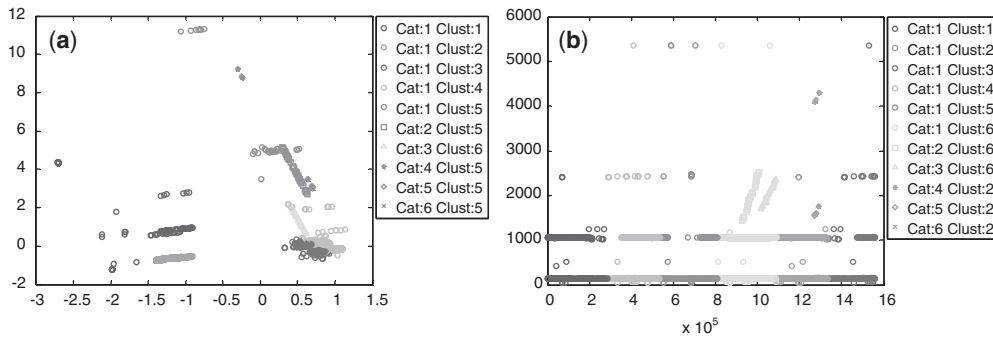 (a)
12
10
8
6
4
2
0
-2
-3
-2.5
-2
-1.5
-1
-0.5
0
0.5
1
1.5
Cat:1 Clust:1
Cat:1 Clust:2
Cat:1 Clust:3
Cat:1 Clust:4
Cat:1 Clust:5
Cat:2 Clust:5
Cat:3 Clust:6
Cat:4 Clust:5
Cat:5 Clust:5
Cat:6 Clust:5
(b)
6000
5000
4000
3000
2000
1000
0
0
2
4
6
8
10
12
14
16
x 10⁵
Cat:1 Clust:1
Cat:1 Clust:2
Cat:1 Clust:3
Cat:1 Clust:4
Cat:1 Clust:5
Cat:1 Clust:6
Cat:2 Clust:6
Cat:3 Clust:6
Cat:4 Clust:2
Cat:5 Clust:2
Cat:6 Clust:2